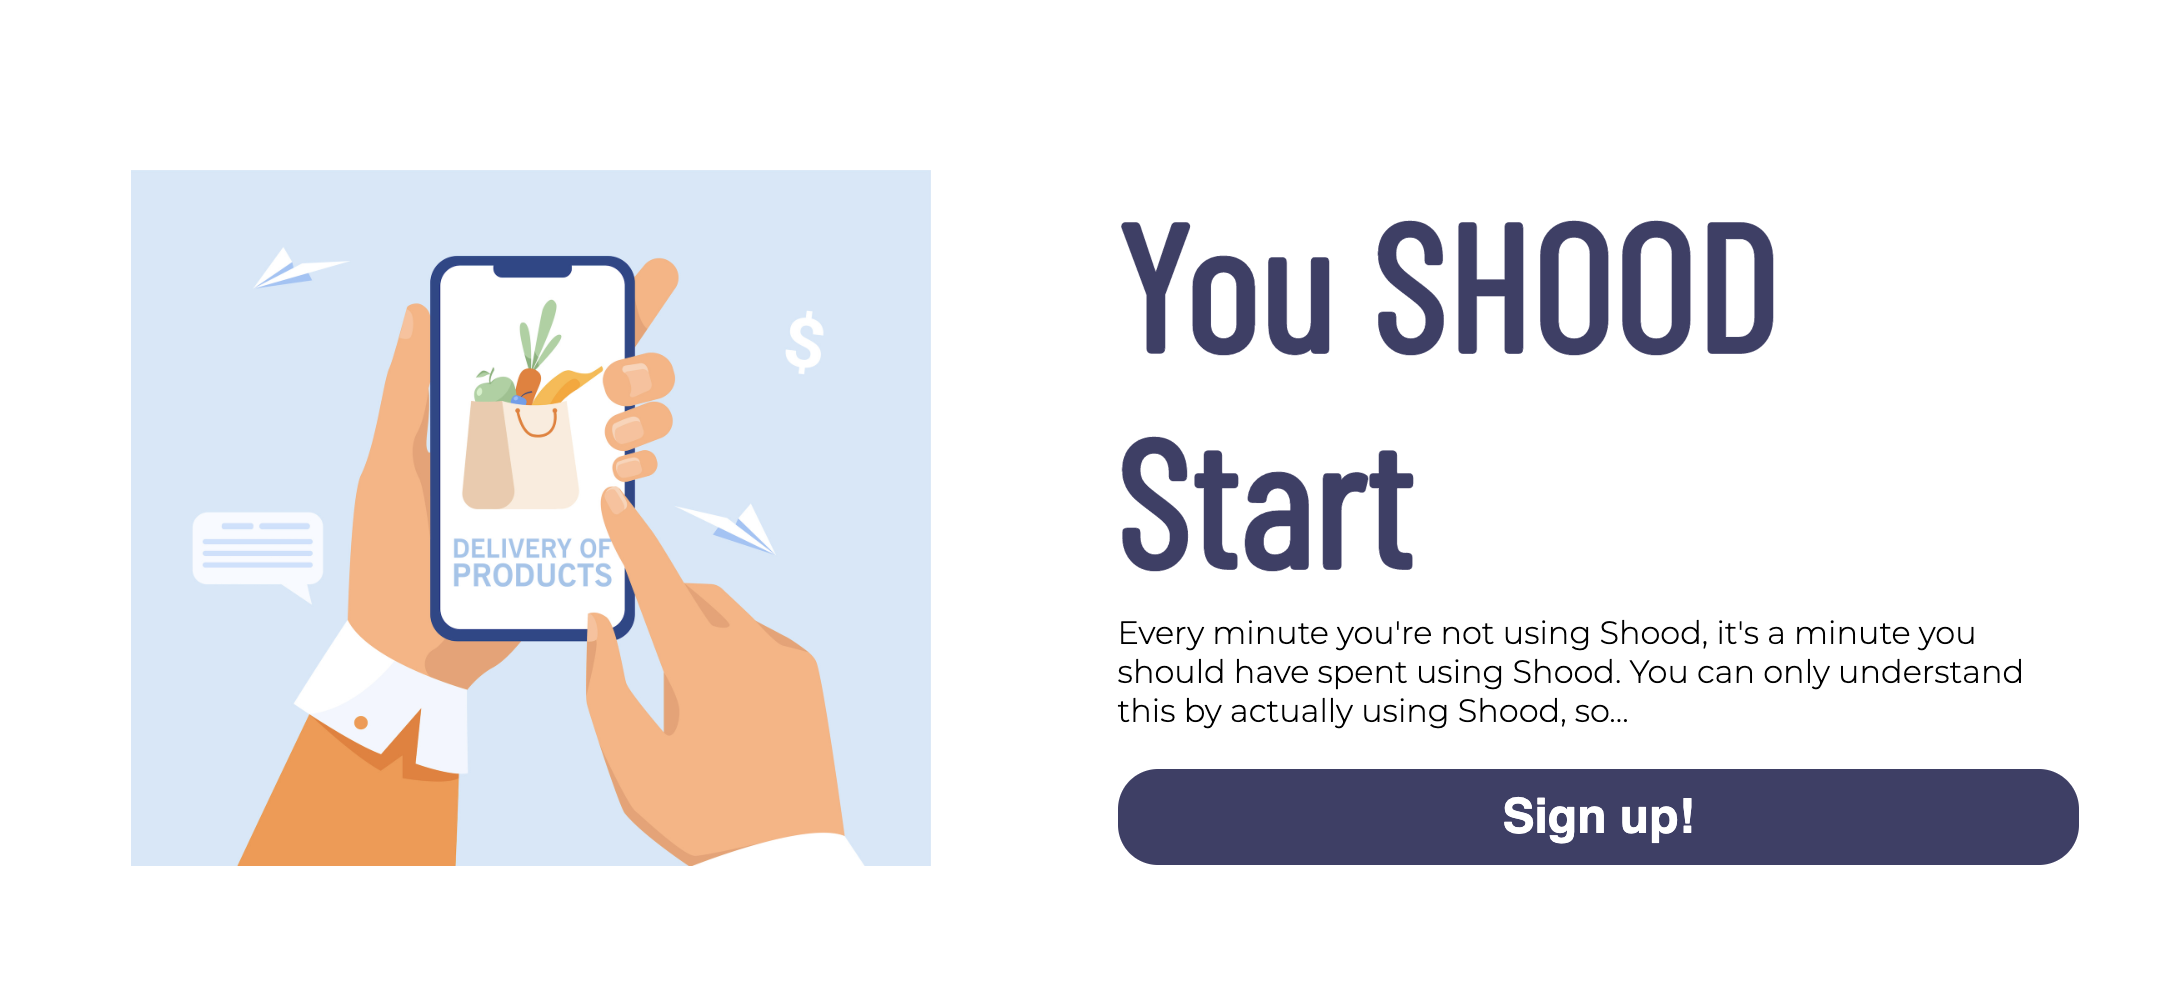 $
DELIVERY OF
PRODUCTS
You SHOOD
Start
Every minute you're not using Shood, it's a minute you
should have spent using Shood. You can only understand
this by actually using Shood, so...
Sign up!